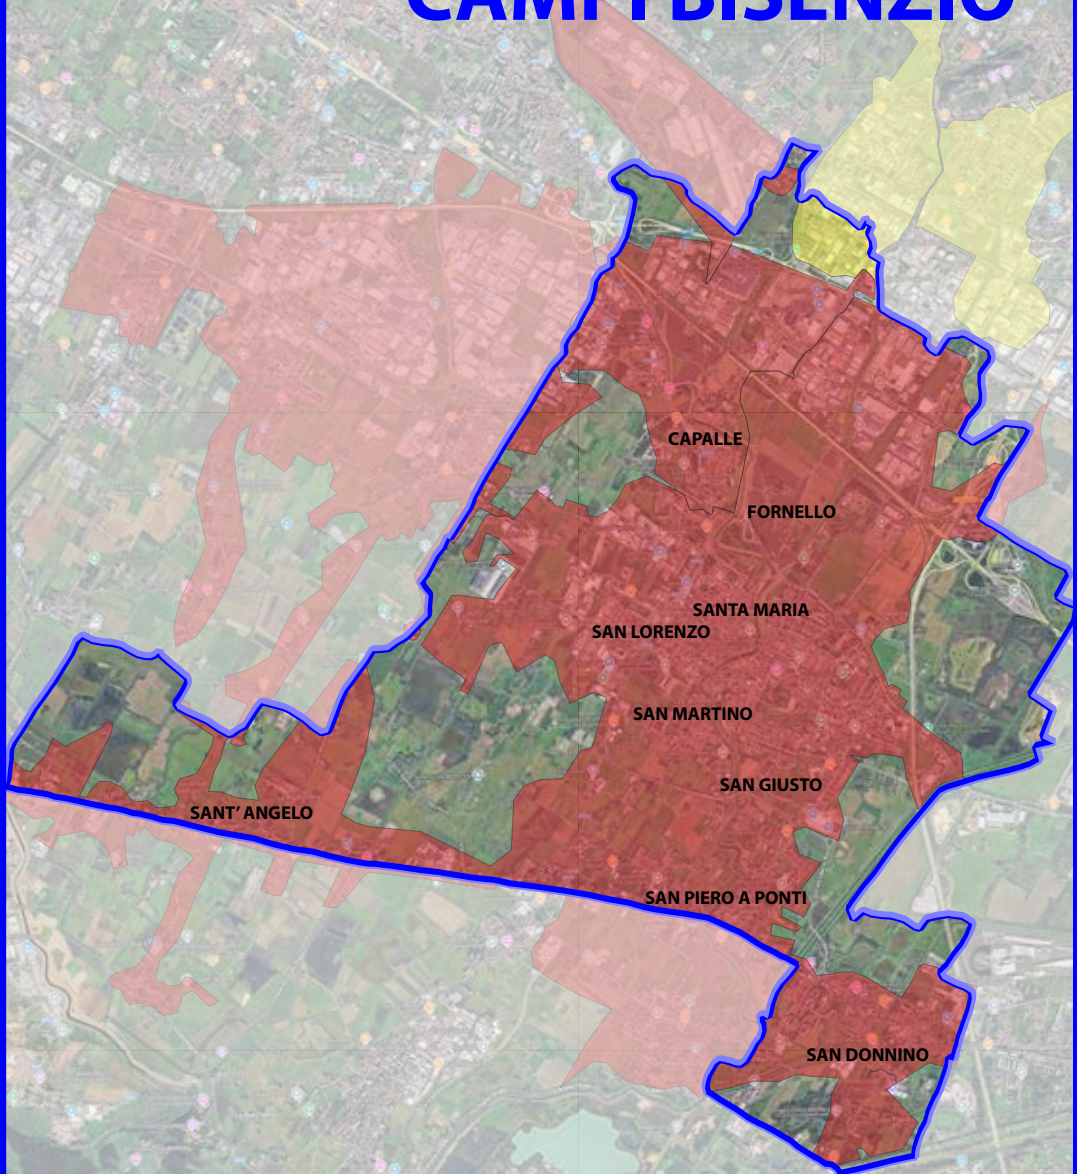 CAMPI BISENZIO
CAPALLE
FORNELLO
SANTA MARIA
SAN LORENZO
SAN MARTINO
SAN GIUSTO
SANT’ ANGELO
SAN PIERO A PONTI
SAN DONNINO